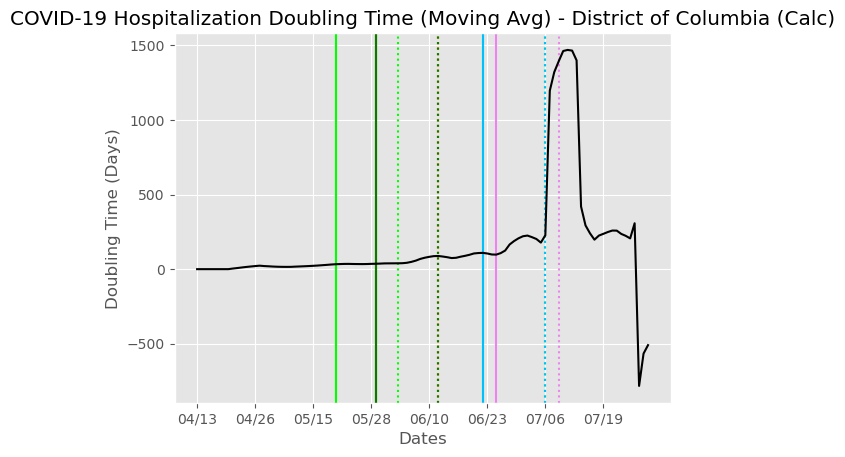 COVID-19 Hospitalization Doubling Time (Moving Avg) - District of Columbia (Calc)
Doubling Time (Days)
1500
1000
500
0
−500
04/13 04/26 05/15 05/28 06/10 06/23 07/06 07/19
Dates